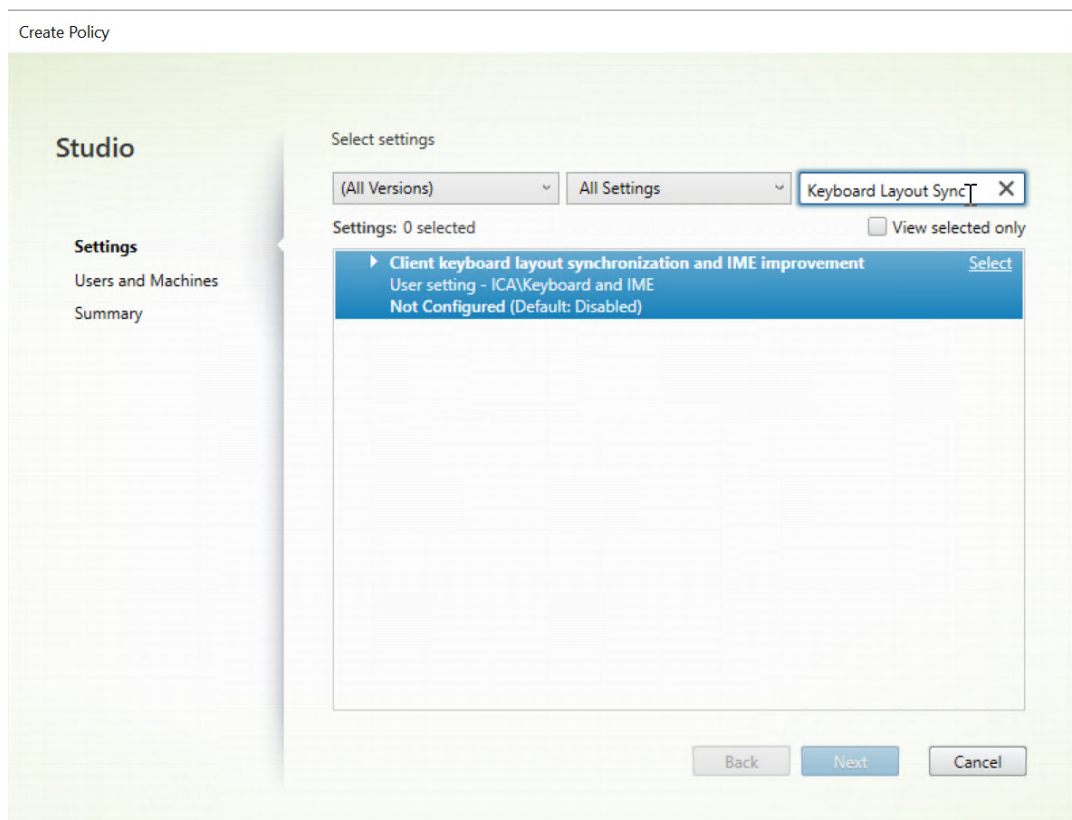 Create Policy
Studio
Settings
Users and Machines
Summary
Select settings
(All Versions)
All Settings
Keyboard Layout Sync
Settings: 0 selected
View selected only
Client keyboard layout synchronization and IME improvement
Select
User setting - ICA\Keyboard and IME
Not Configured (Default: Disabled)
Back
Next
Cancel